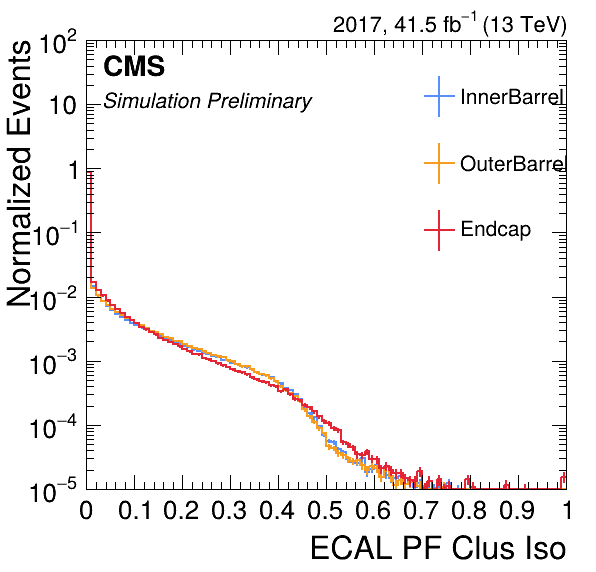 2017, 41.5 fb⁻¹ (13 TeV)
CMS
Simulation Preliminary
InnerBarrel
OuterBarrel
Endcap
Normalized Events
10²
10
1
10⁻¹
10⁻²
10⁻³
10⁻⁴
10⁻⁵
0 0.1 0.2 0.3 0.4 0.5 0.6 0.7 0.8 0.9 1
ECAL PF Clus Iso